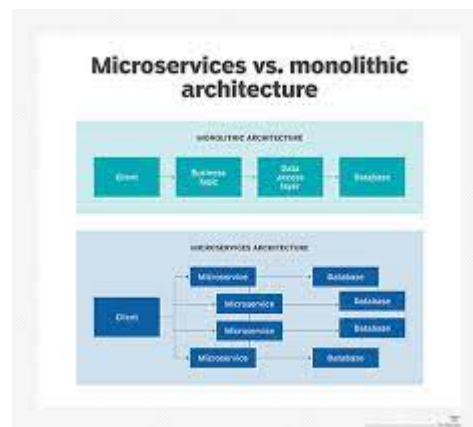 Microservices vs. monolithic
architecture
MONOLITHIC ARCHITECTURE
Client
Business
logic
Data
access
layer
Database
MICROSERVICES ARCHITECTURE
Client
Microservice
Database
Microservice
Database
Microservice
Database
Microservice
Database